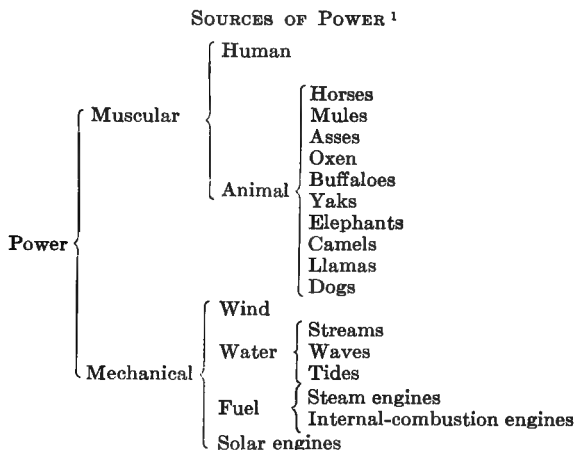 SOURCES OF POWER 1
Human
Muscular
Horses
Mules
Asses
Oxen
Animal
Buffaloes
Yaks
Elephants
Camels
Llamas
Dogs
Power
Wind
Streams
Water
Waves
Mechanical
Tides
Fuel
Steam engines
Internal-combustion engines
Solar engines